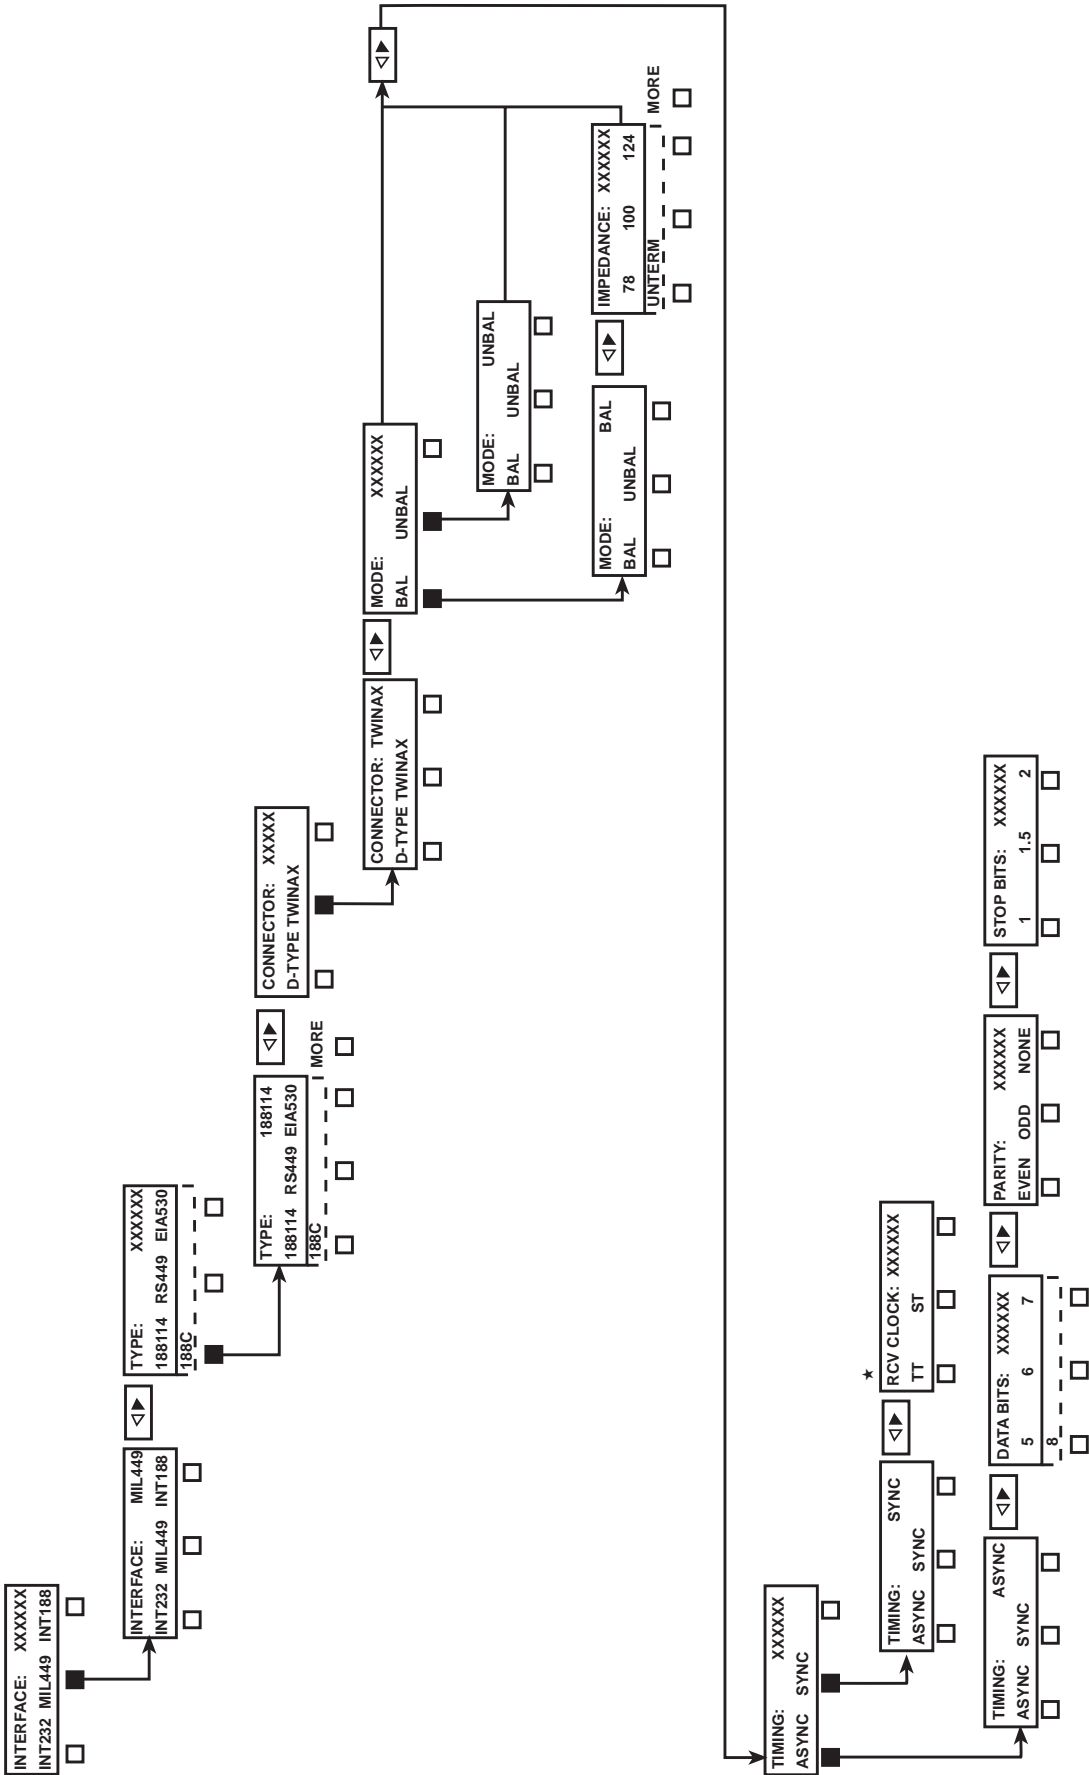 INTERFACE: XXXXXX
INT232 MIL449 INT188
INTERFACE: MIL449
INT232 MIL449 INT188
TYPE: XXXXXX
188114 RS449 EIA530
188C
TYPE: 188114
188114 RS449 EIA530
188C
MORE
CONNECTOR: XXXXX
D-TYPE TWINAX
CONNECTOR: TWINAX
D-TYPE TWINAX
MODE: XXXXXX
BAL UNBAL
MODE: UNBAL
BAL UNBAL
MODE: BAL
BAL UNBAL
IMPEDANCE: XXXXXX
78 100 124
UNTERM
MORE
TIMING: XXXXXX
ASYNC SYNC
TIMING: SYNC
ASYNC SYNC
★
RCV CLOCK: XXXXXX
TT ST
TIMING: ASYNC
ASYNC SYNC
DATA BITS: XXXXXX
5 6 7
8
PARITY: XXXXXX
EVEN ODD NONE
STOP BITS: XXXXXX
1 1.5 2